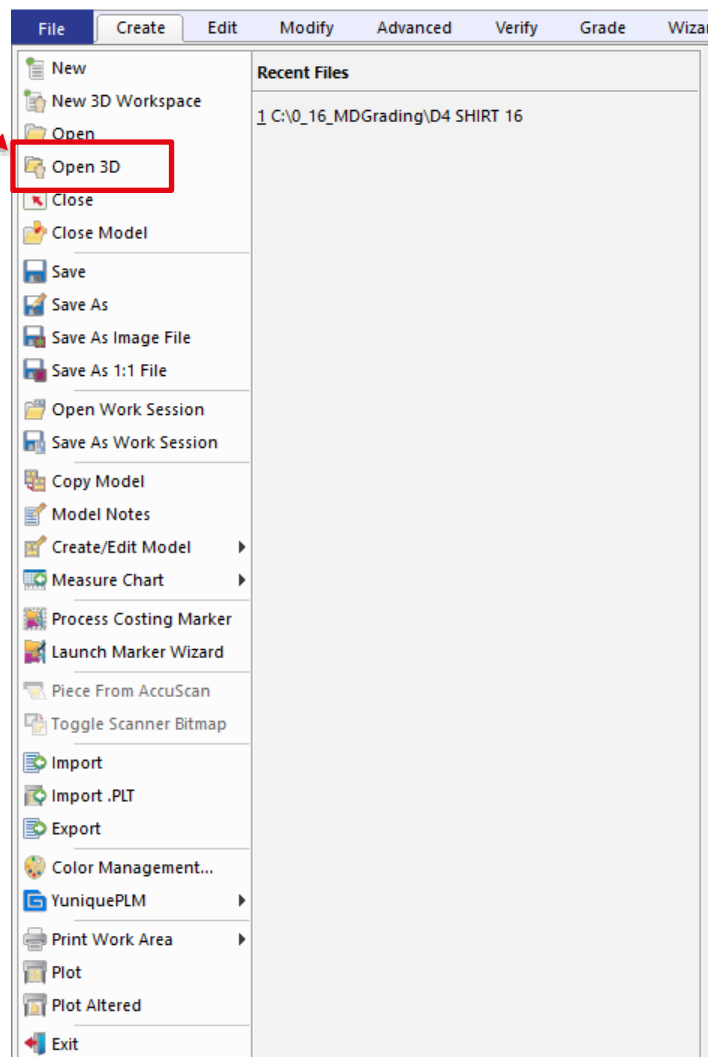 File Create Edit Modify Advanced Verify Grade Wizar
New
New 3D Workspace
Open
Open 3D
Close
Close Model
Save
Save As
Save As Image File
Save As 1:1 File
Open Work Session
Save As Work Session
Copy Model
Model Notes
Create/Edit Model
Measure Chart
Process Costing Marker
Launch Marker Wizard
Piece From AccuScan
Toggle Scanner Bitmap
Import
Import .PLT
Export
Color Management...
YuniquePLM
Print Work Area
Plot
Plot Altered
Exit
Recent Files
1 C:\0_16_MDGrading\D4 SHIRT 16